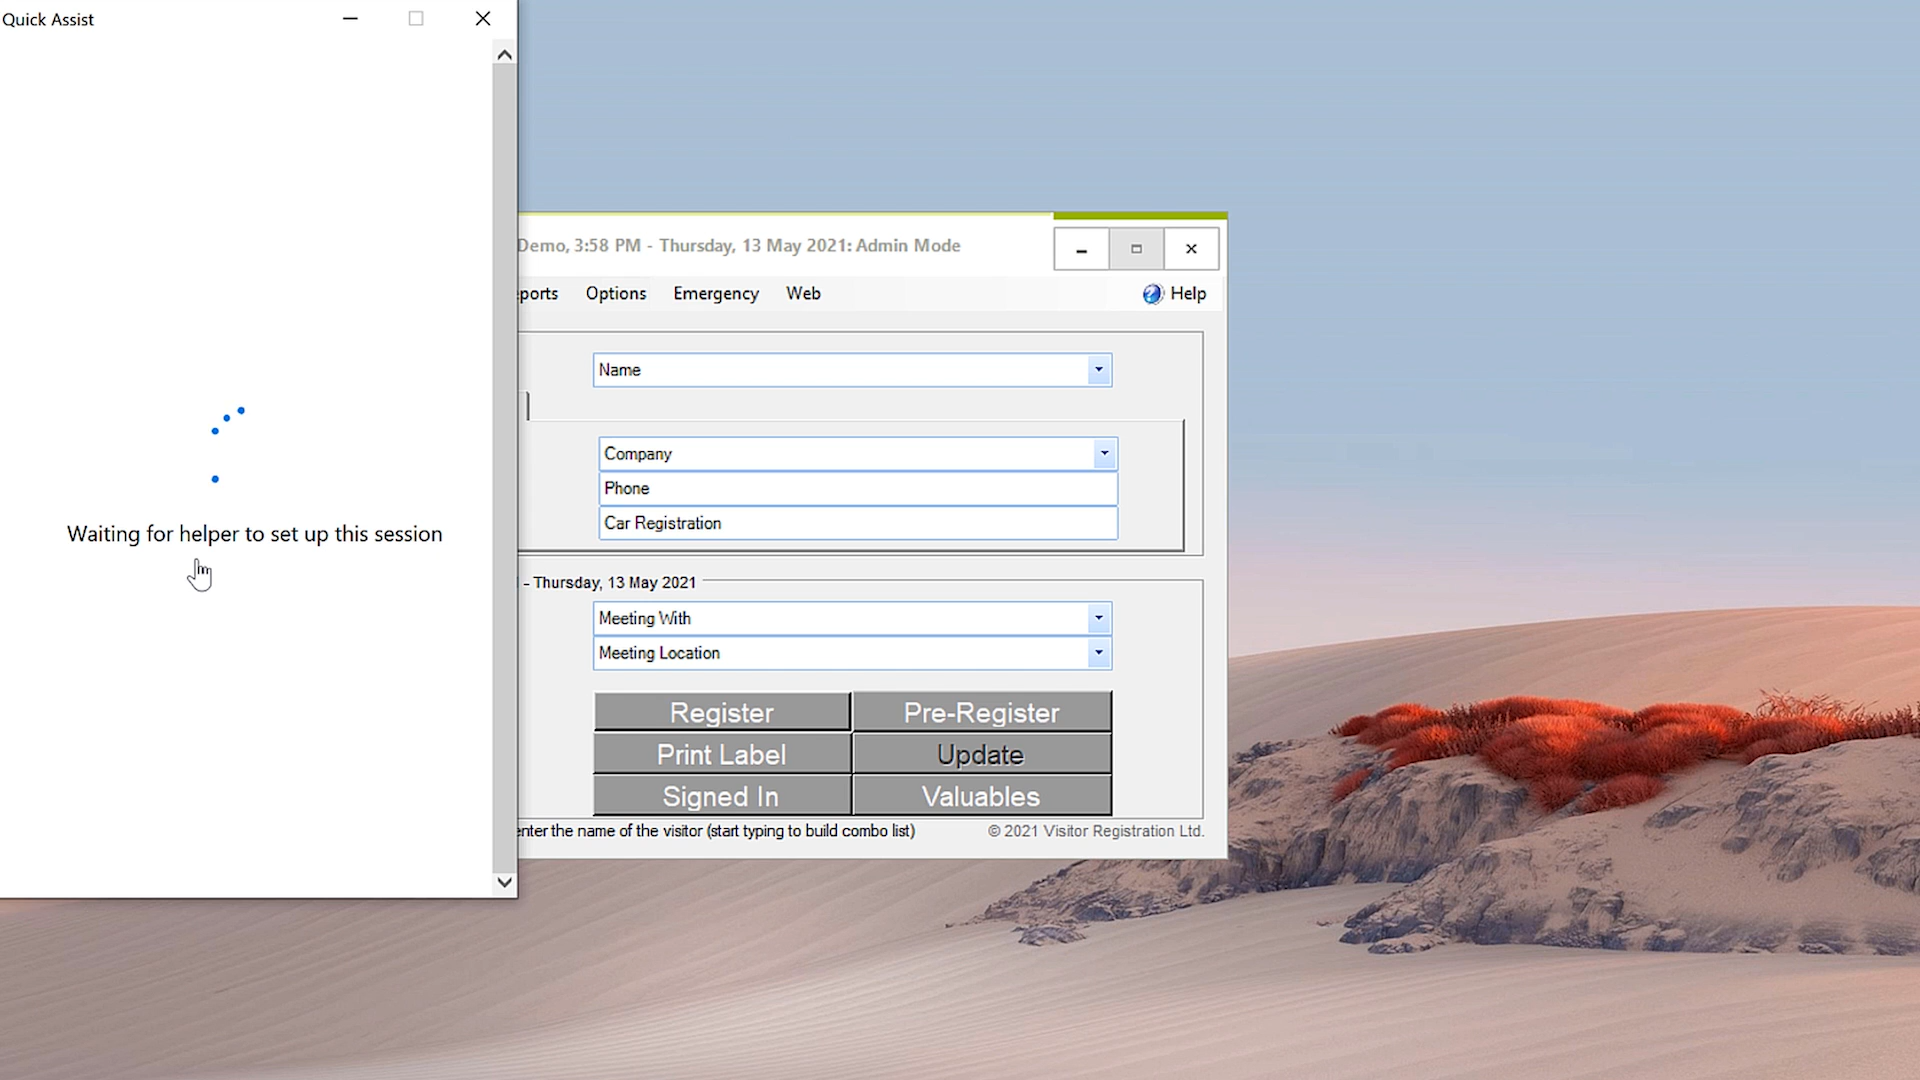 Quick Assist
Waiting for helper to set up this session
Demo, 3:58 PM - Thursday, 13 May 2021: Admin Mode
ports Options Emergency Web Help
Name
Company
Phone
Car Registration
- Thursday, 13 May 2021
Meeting With
Meeting Location
Register Pre-Register
Print Label Update
Signed In Valuables
enter the name of the visitor (start typing to build combo list) © 2021 Visitor Registration Ltd.